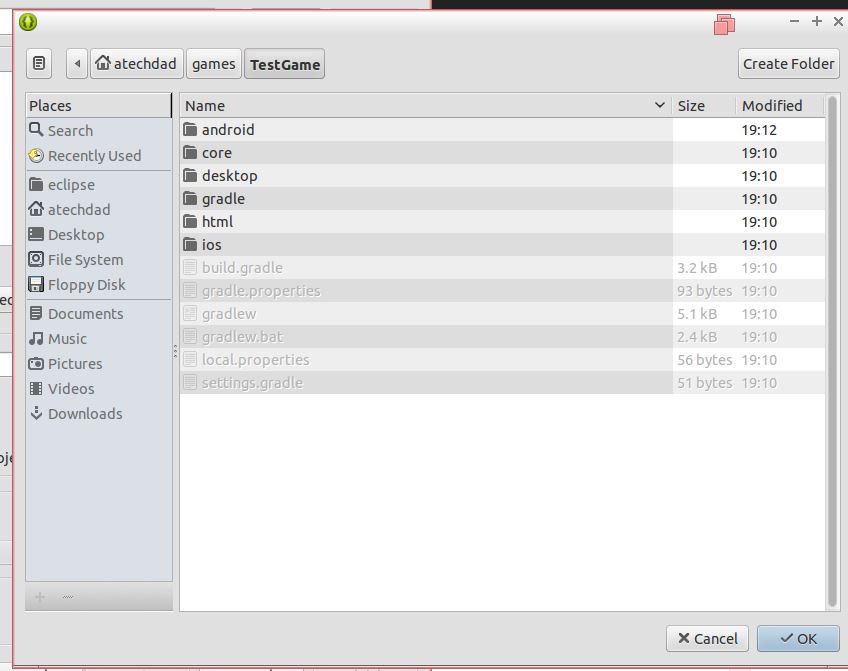 atechdad games TestGame Create Folder
Places
Search
Recently Used
eclipse
atechdad
Desktop
File System
Floppy Disk
Documents
Music
Pictures
Videos
Downloads
Name Size Modified
android 19:12
core 19:10
desktop 19:10
gradle 19:10
html 19:10
ios 19:10
build.gradle 3.2 kB 19:10
gradle.properties 93 bytes 19:10
gradlew 5.1 kB 19:10
gradlew.bat 2.4 kB 19:10
local.properties 56 bytes 19:10
settings.gradle 51 bytes 19:10
Cancel OK